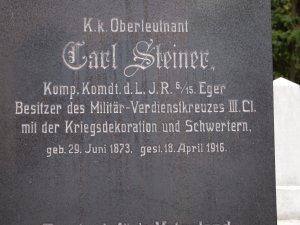 K.k. Oberleutnant
Carl Steiner,
Komp. Komdt. d. L. J. R. 6/15. Eger
Besitzer des Militär-Verdienstkreuzes III. Cl.
mit der Kriegsdekoration und Schwertern,
geb. 29. Juni 1873. gest. 18. April 1916.